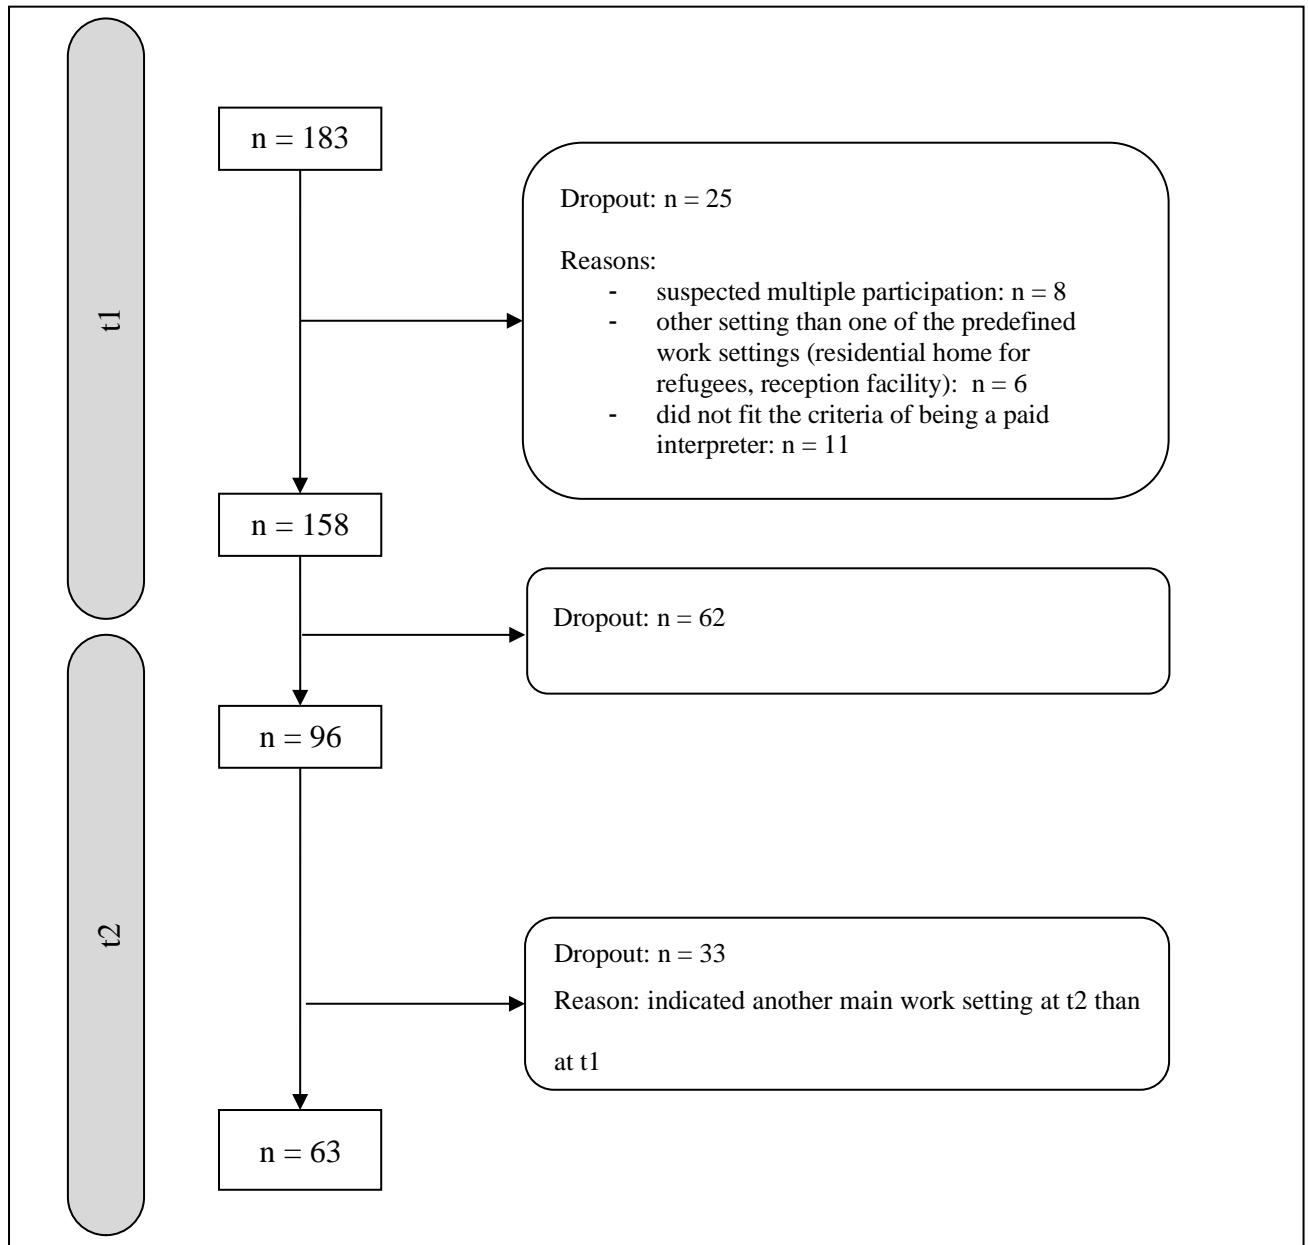 t1
n = 183
Dropout: n = 25
Reasons:
- suspected multiple participation: n = 8
- other setting than one of the predefined
work settings (residential home for
refugees, reception facility):  n = 6
- did not fit the criteria of being a paid
interpreter: n = 11
n = 158
Dropout: n = 62
t2
n = 96
Dropout: n = 33
Reason: indicated another main work setting at t2 than
at t1
n = 63